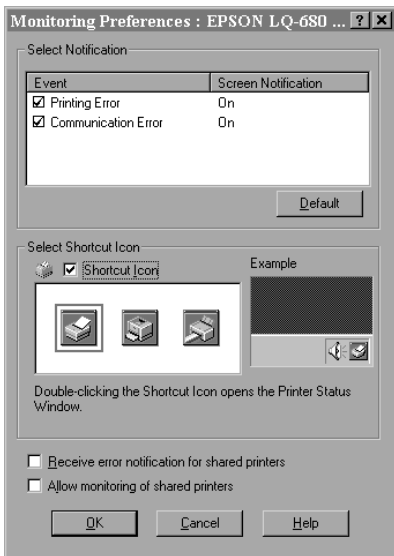 Monitoring Preferences : EPSON LQ-680 ...
Select Notification
Event Screen Notification
Printing Error On
Communication Error On
Default
Select Shortcut Icon
Shortcut Icon Example
Double-clicking the Shortcut Icon opens the Printer Status
Window.
Receive error notification for shared printers
Allow monitoring of shared printers
OK Cancel Help